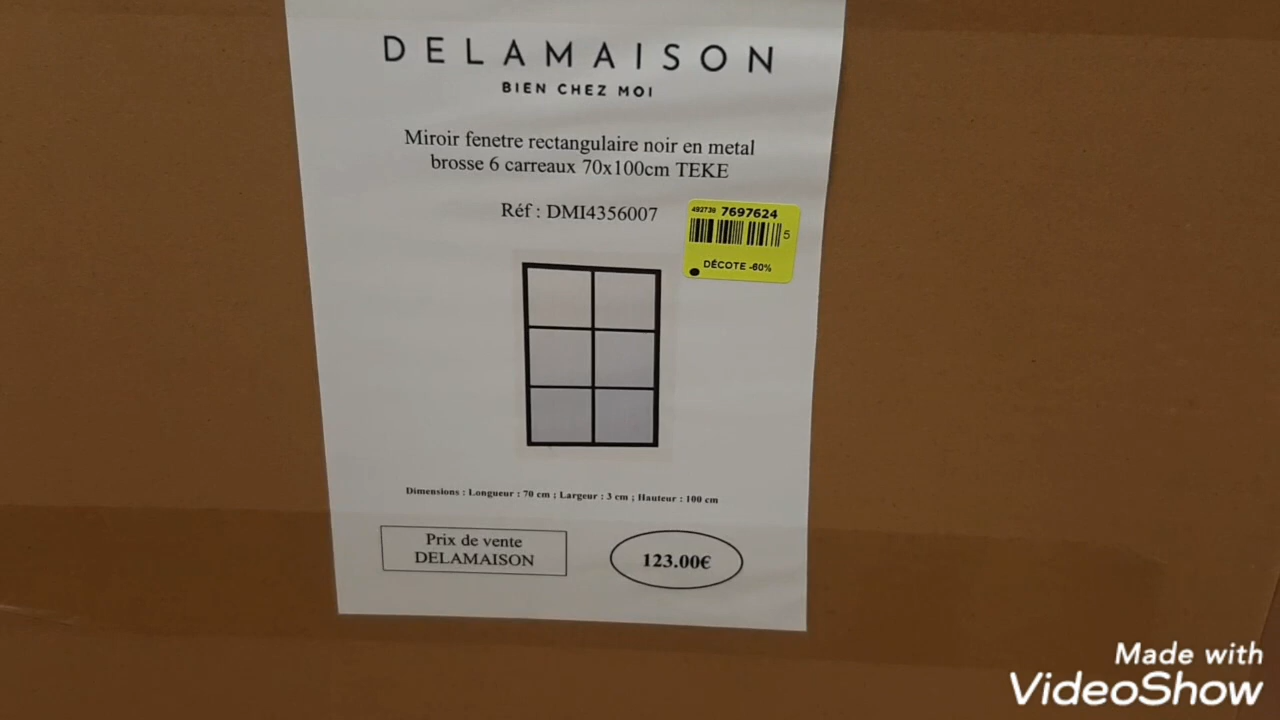 DELAMAISON
BIEN CHEZ MOI
Miroir fenetre rectangulaire noir en metal
brosse 6 carreaux 70x100cm TEKE
Réf : DMI4356007
492739 7697624
5
DÉCOTE -60%
Dimensions : Longueur : 70 cm ; Largeur : 3 cm ; Hauteur : 100 cm
Prix de vente
DELAMAISON
123.00€
Made with
VideoShow